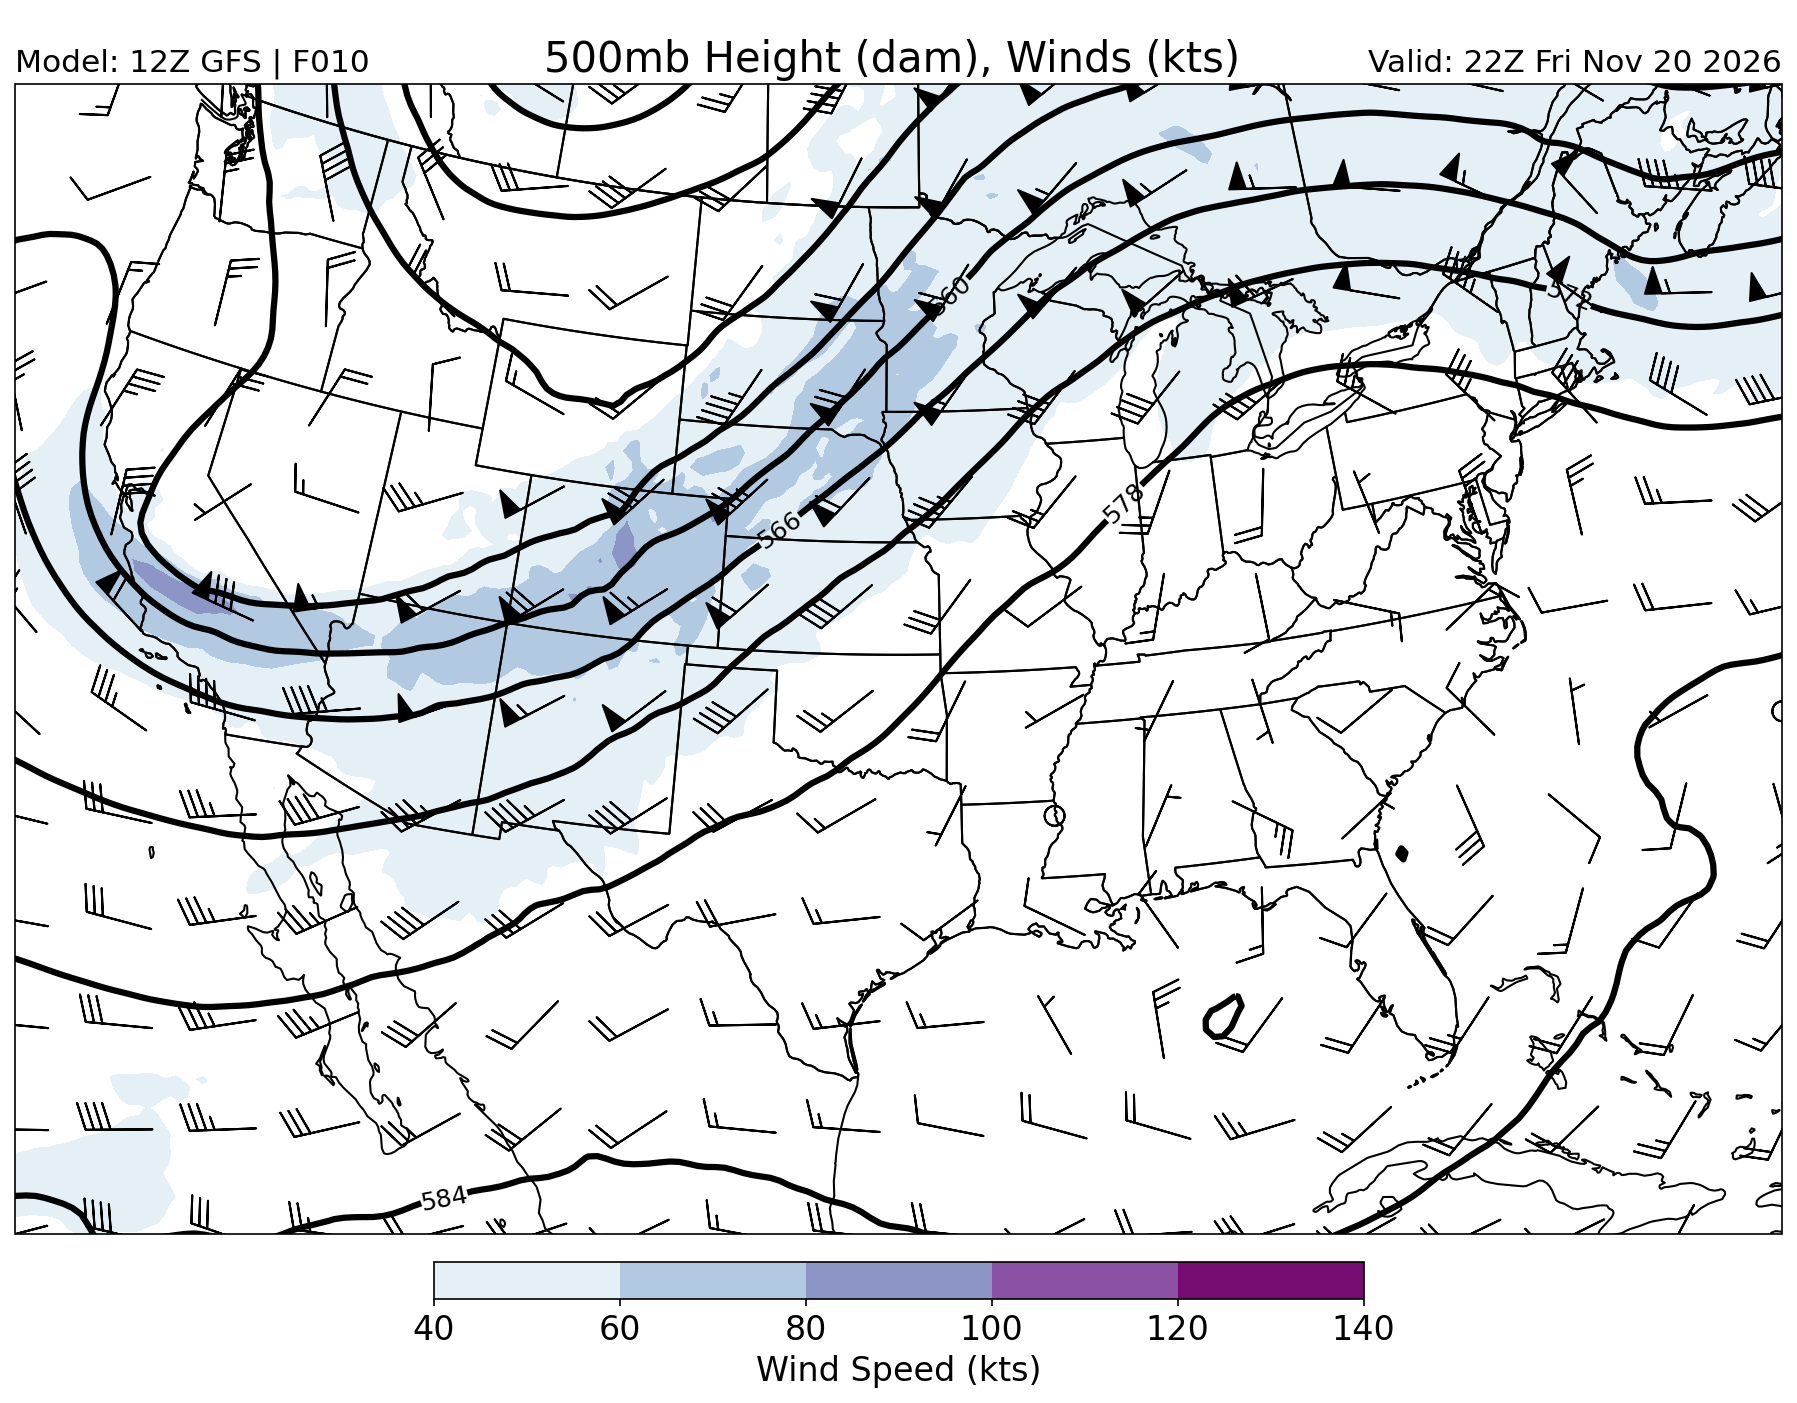 Model: 12Z GFS | F010
500mb Height (dam), Winds (kts)
Valid: 22Z Fri Nov 20 2026
560
566
578
584
40 60 80 100 120 140
Wind Speed (kts)